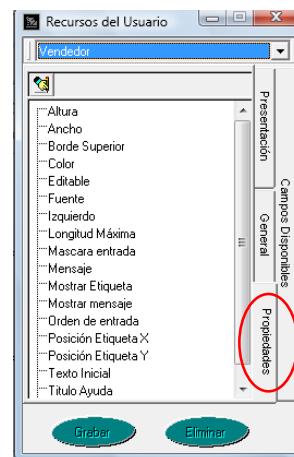 Recursos del Usuario
Vendedor
Altura
Ancho
Borde Superior
Color
Editable
Fuente
Izquierdo
Longitud Máxima
Mascara entrada
Mensaje
Mostrar Etiqueta
Mostrar mensaje
Orden de entrada
Posición Etiqueta X
Posición Etiqueta Y
Texto Inicial
Titulo Ayuda
Presentación
General
Propiedades
Campos Disponibles
Grabar
Eliminar